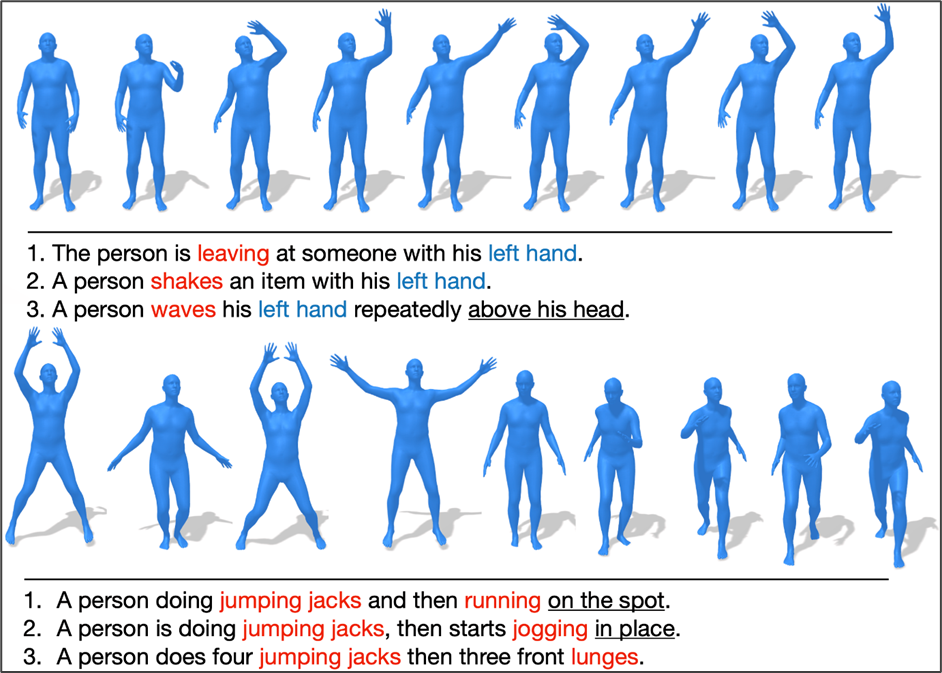 1. The person is leaving at someone with his left hand.
2. A person shakes an item with his left hand.
3. A person waves his left hand repeatedly above his head.
1. A person doing jumping jacks and then running on the spot.
2. A person is doing jumping jacks, then starts jogging in place.
3. A person does four jumping jacks then three front lunges.